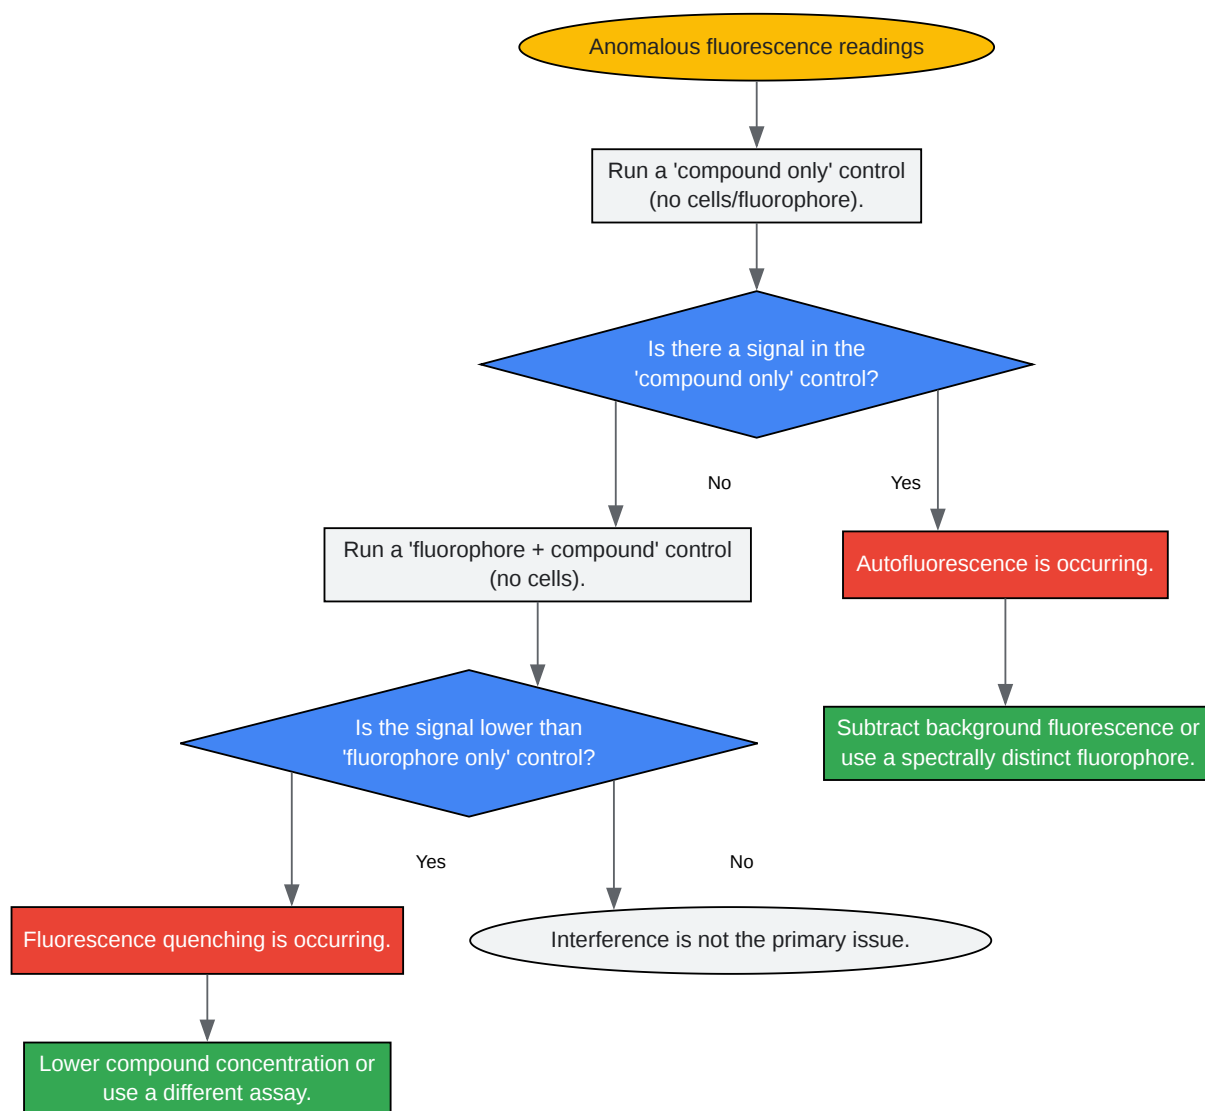 Anomalous fluorescence readings
Run a 'compound only' control
(no cells/fluorophore).
Is there a signal in the
'compound only' control?
No
Yes
Run a 'fluorophore + compound' control
(no cells).
Autofluorescence is occurring.
Is the signal lower than
'fluorophore only' control?
Subtract background fluorescence or
use a spectrally distinct fluorophore.
Yes
No
Fluorescence quenching is occurring.
Interference is not the primary issue.
Lower compound concentration or
use a different assay.